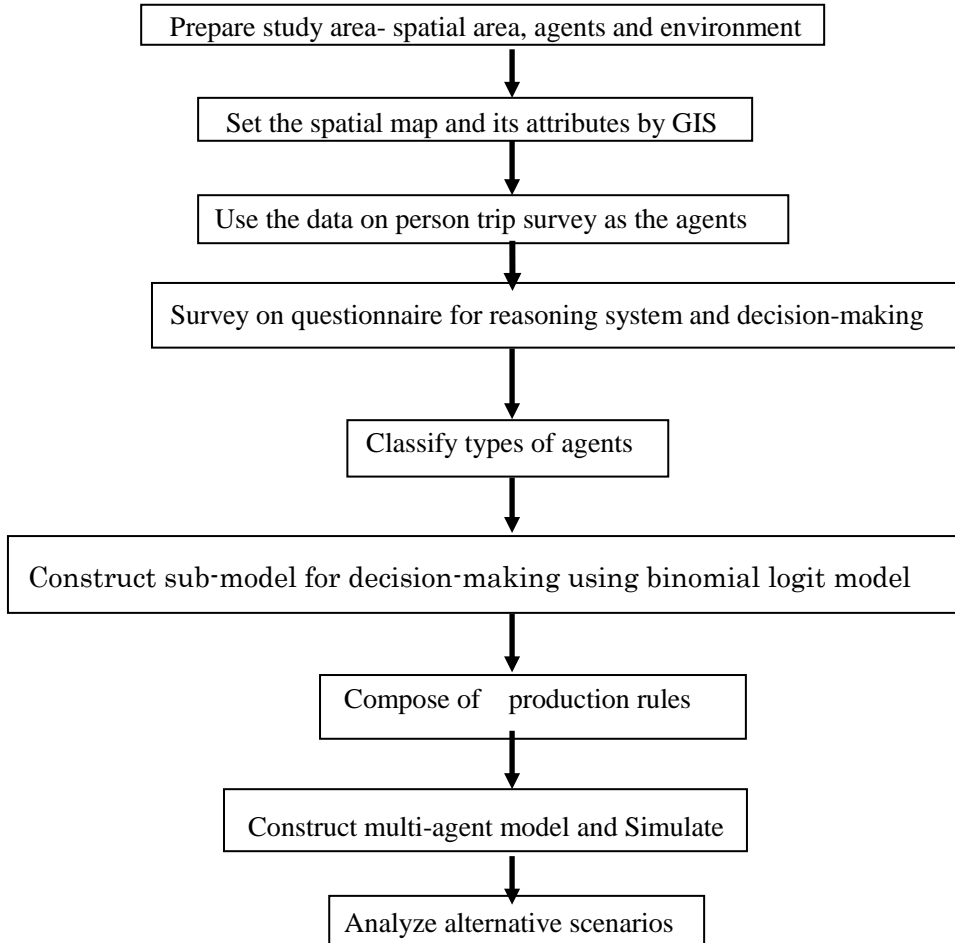 Prepare study area- spatial area, agents and environment
Set the spatial map and its attributes by GIS
Use the data on person trip survey as the agents
Survey on questionnaire for reasoning system and decision-making
Classify types of agents
Construct sub-model for decision-making using binomial logit model
Compose of production rules
Construct multi-agent model and Simulate
Analyze alternative scenarios